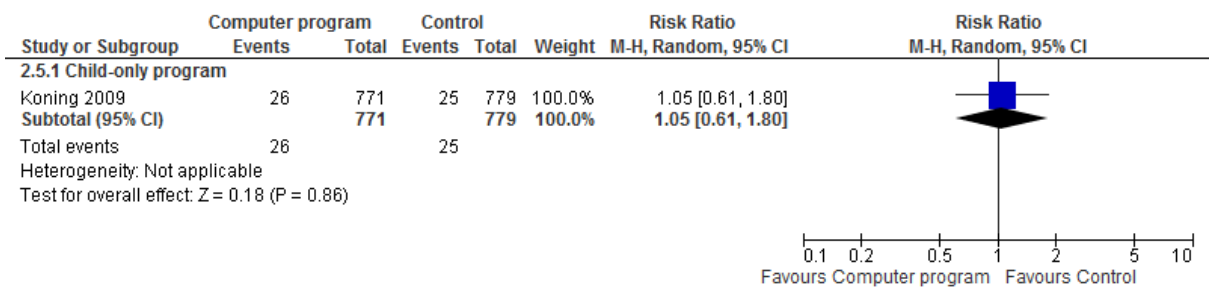 Computer program Control Risk Ratio Risk Ratio
Study or Subgroup Events Total Events Total Weight M-H, Random, 95% CI M-H, Random, 95% CI
2.5.1 Child-only program
Koning 2009 26 771 25 779 100.0% 1.05 [0.61, 1.80]
Subtotal (95% CI) 771 779 100.0% 1.05 [0.61, 1.80]
Total events 26 25
Heterogeneity: Not applicable
Test for overall effect: Z = 0.18 (P = 0.86)
0.1 0.2 0.5 1 2 5 10
Favours Computer program Favours Control